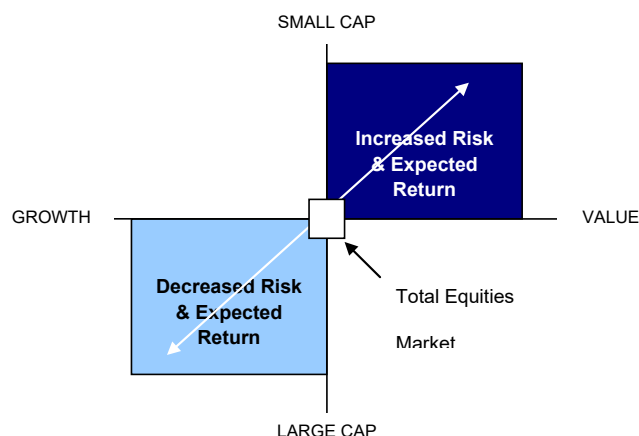 SMALL CAP
Increased Risk
& Expected
Return
GROWTH
VALUE
Decreased Risk
& Expected
Return
Total Equities
Market
LARGE CAP